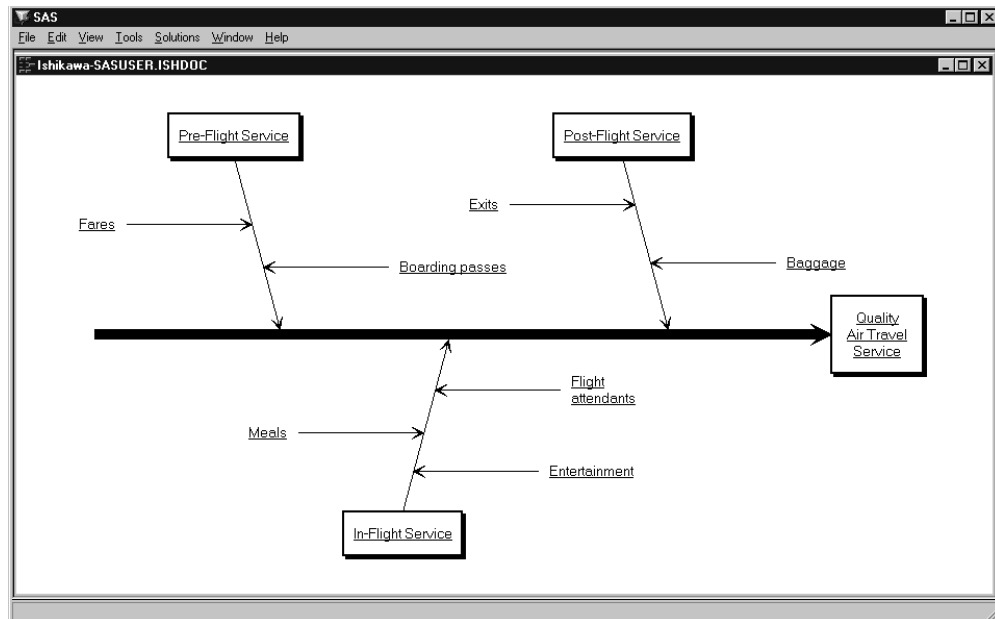 SAS
File Edit View Tools Solutions Window Help
Ishikawa-SASUSER.ISHDOC
Pre-Flight Service
Post-Flight Service
Fares
Exits
Boarding passes
Baggage
Quality
Air Travel
Service
Flight
attendants
Meals
Entertainment
In-Flight Service